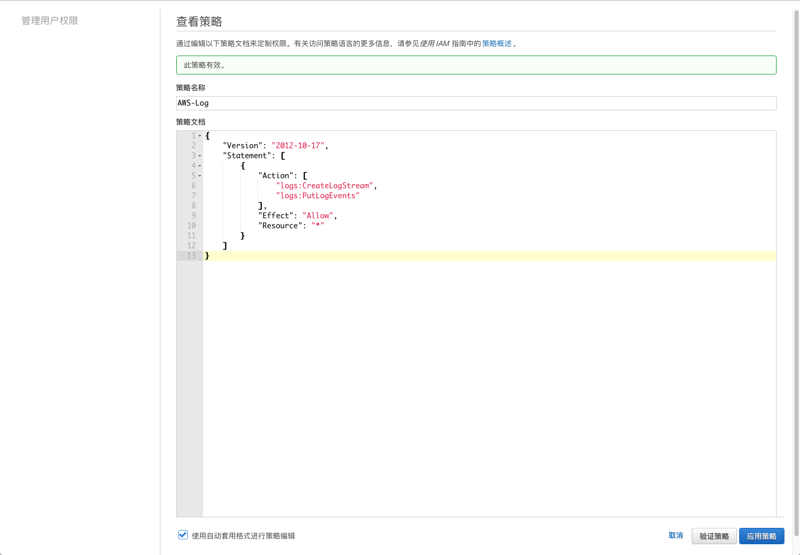 管理用户权限
查看策略
通过编辑以下策略文档来定制权限。有关访问策略语言的更多信息，请参见使用 IAM 指南中的策略概述。
此策略有效。
策略名称
AWS-Log
策略文档
1 {
2 "Version": "2012-10-17",
3 "Statement": [
4 {
5 "Action": [
6 "logs:CreateLogStream",
7 "logs:PutLogEvents"
8 ],
9 "Effect": "Allow",
10 "Resource": "*"
11 }
12 ]
13 }
使用自动套用格式进行策略编辑
取消 验证策略 应用策略